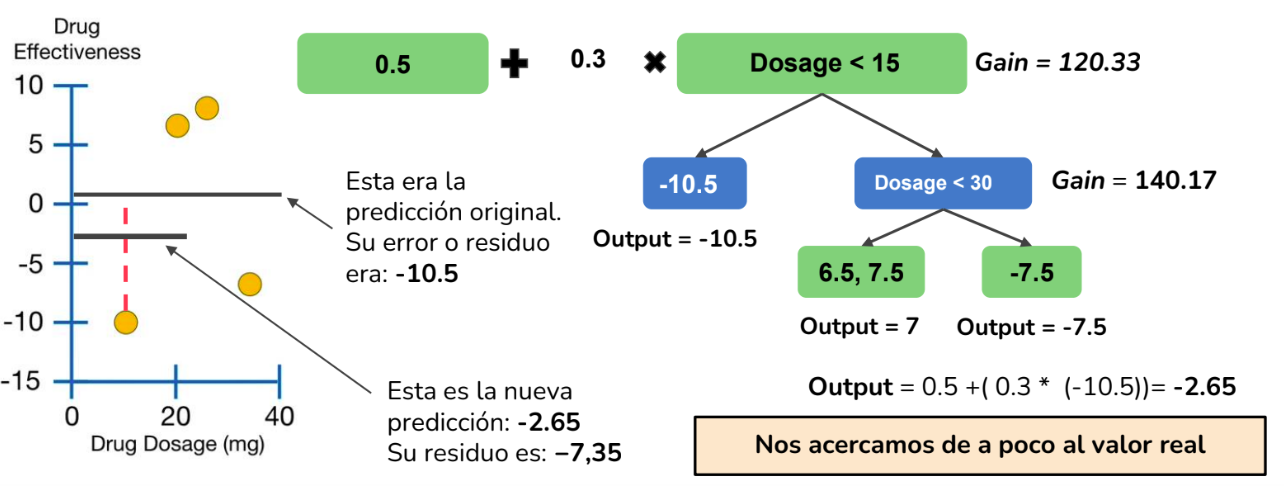 Drug
Effectiveness
10
5
0
-5
-10
-15
0
20
40
Drug Dosage (mg)
0.5
0.3
Dosage < 15
Gain = 120.33
-10.5
Output = -10.5
Dosage < 30
Gain = 140.17
6.5, 7.5
Output = 7
-7.5
Output = -7.5
Esta era la
predicción original.
Su error o residuo
era: -10.5
Esta es la nueva
predicción: -2.65
Su residuo es: −7,35
Output = 0.5 +( 0.3 * (-10.5))= -2.65
Nos acercamos de a poco al valor real